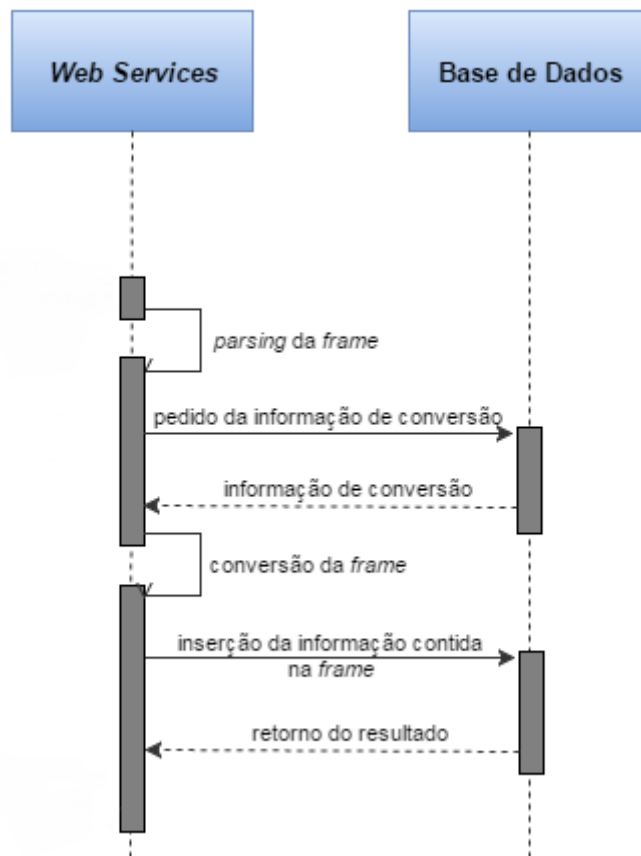 Web Services
Base de Dados
parsing da frame
pedido da informação de conversão
informação de conversão
conversão da frame
inserção da informação contida
na frame
retorno do resultado